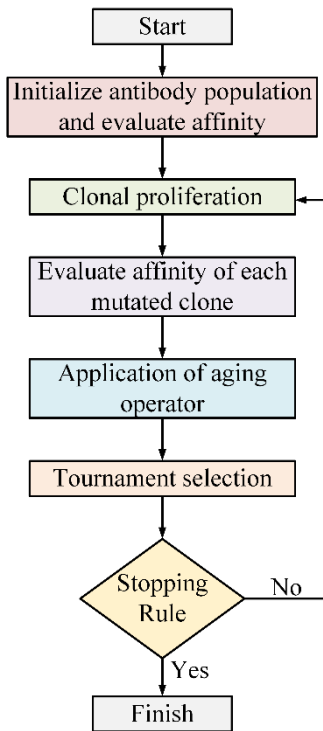 Start
Initialize antibody population
and evaluate affinity
Clonal proliferation
Evaluate affinity of each
mutated clone
Application of aging
operator
Tournament selection
Stopping
Rule
No
Yes
Finish